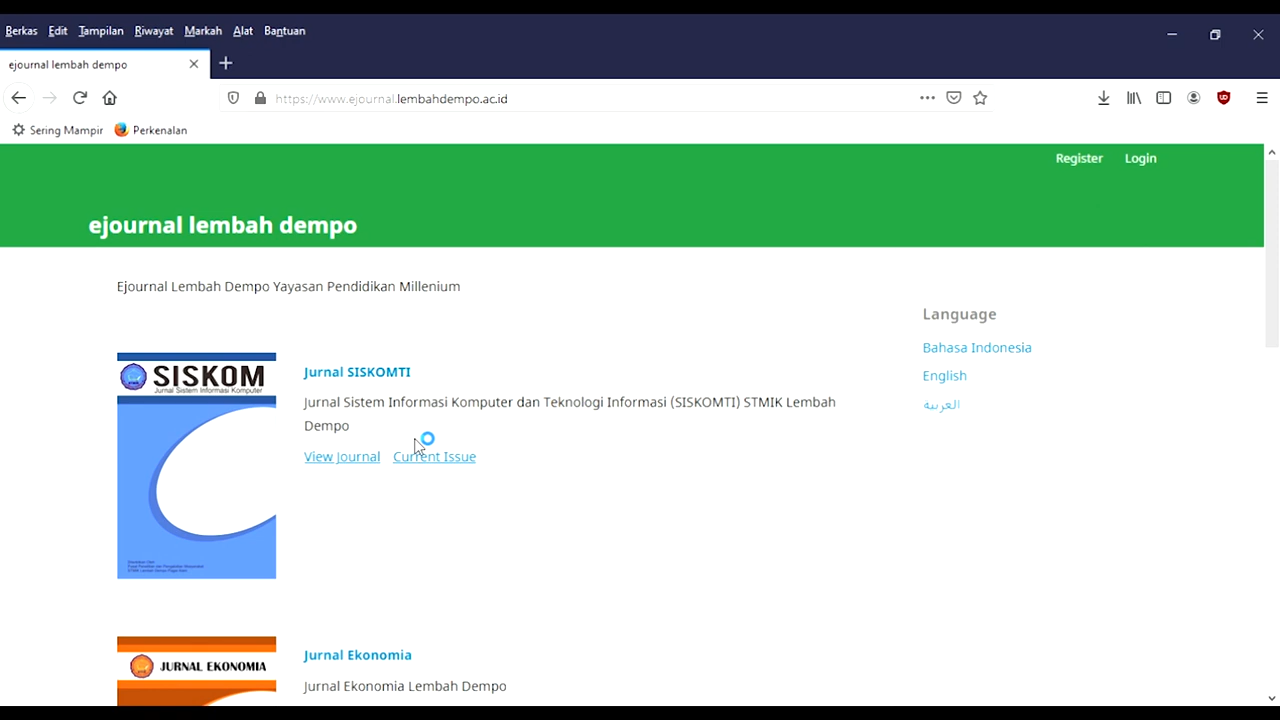 Berkas Edit Tampilan Riwayat Markah Alat Bantuan
ejournal lembah dempo
https://www.ejournal.lembahdempo.ac.id
Sering Mampir Perkenalan
Register Login
ejournal lembah dempo
Ejournal Lembah Dempo Yayasan Pendidikan Millenium
Language
Bahasa Indonesia
English
العربية
SISKOM
Jurnal Sistem Informasi Komputer
Jurnal SISKOMTI
Jurnal Sistem Informasi Komputer dan Teknologi Informasi (SISKOMTI) STMIK Lembah
Dempo
View Journal Current Issue
JURNAL EKONOMIA
Jurnal Ekonomia
Jurnal Ekonomia Lembah Dempo